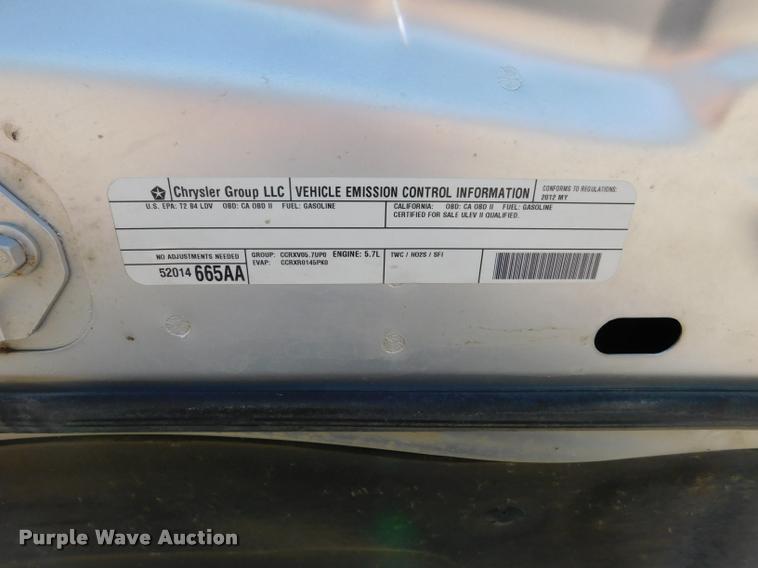 Chrysler Group LLC VEHICLE EMISSION CONTROL INFORMATION CONFORMS TO REGULATIONS:
2012 MY
U.S. EPA: T2 B4 LDV OBD: CA OBD II FUEL: GASOLINE
CALIFORNIA: OBD: CA OBD II FUEL: GASOLINE
CERTIFIED FOR SALE ULEV II QUALIFIED.
NO ADJUSTMENTS NEEDED
52014 665AA
GROUP: CCRXV05.7UP0 ENGINE: 5.7L
EVAP: CCRXR0145PK0
TWC / HO2S / SFI
Purple Wave Auction